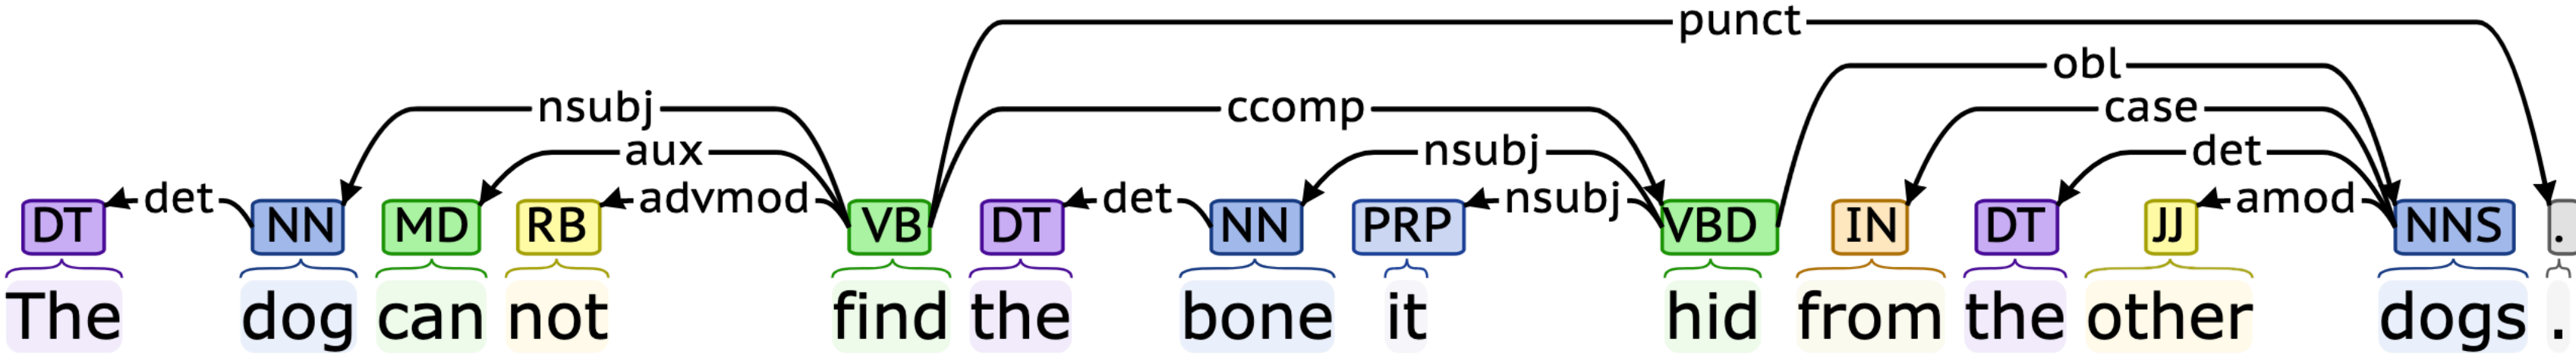 punct
obl
nsubj ccomp case
aux nsubj det
det advmod det nsubj amod
DT NN MD RB VB DT NN PRP VBD IN DT JJ NNS .
The dog can not find the bone it hid from the other dogs .